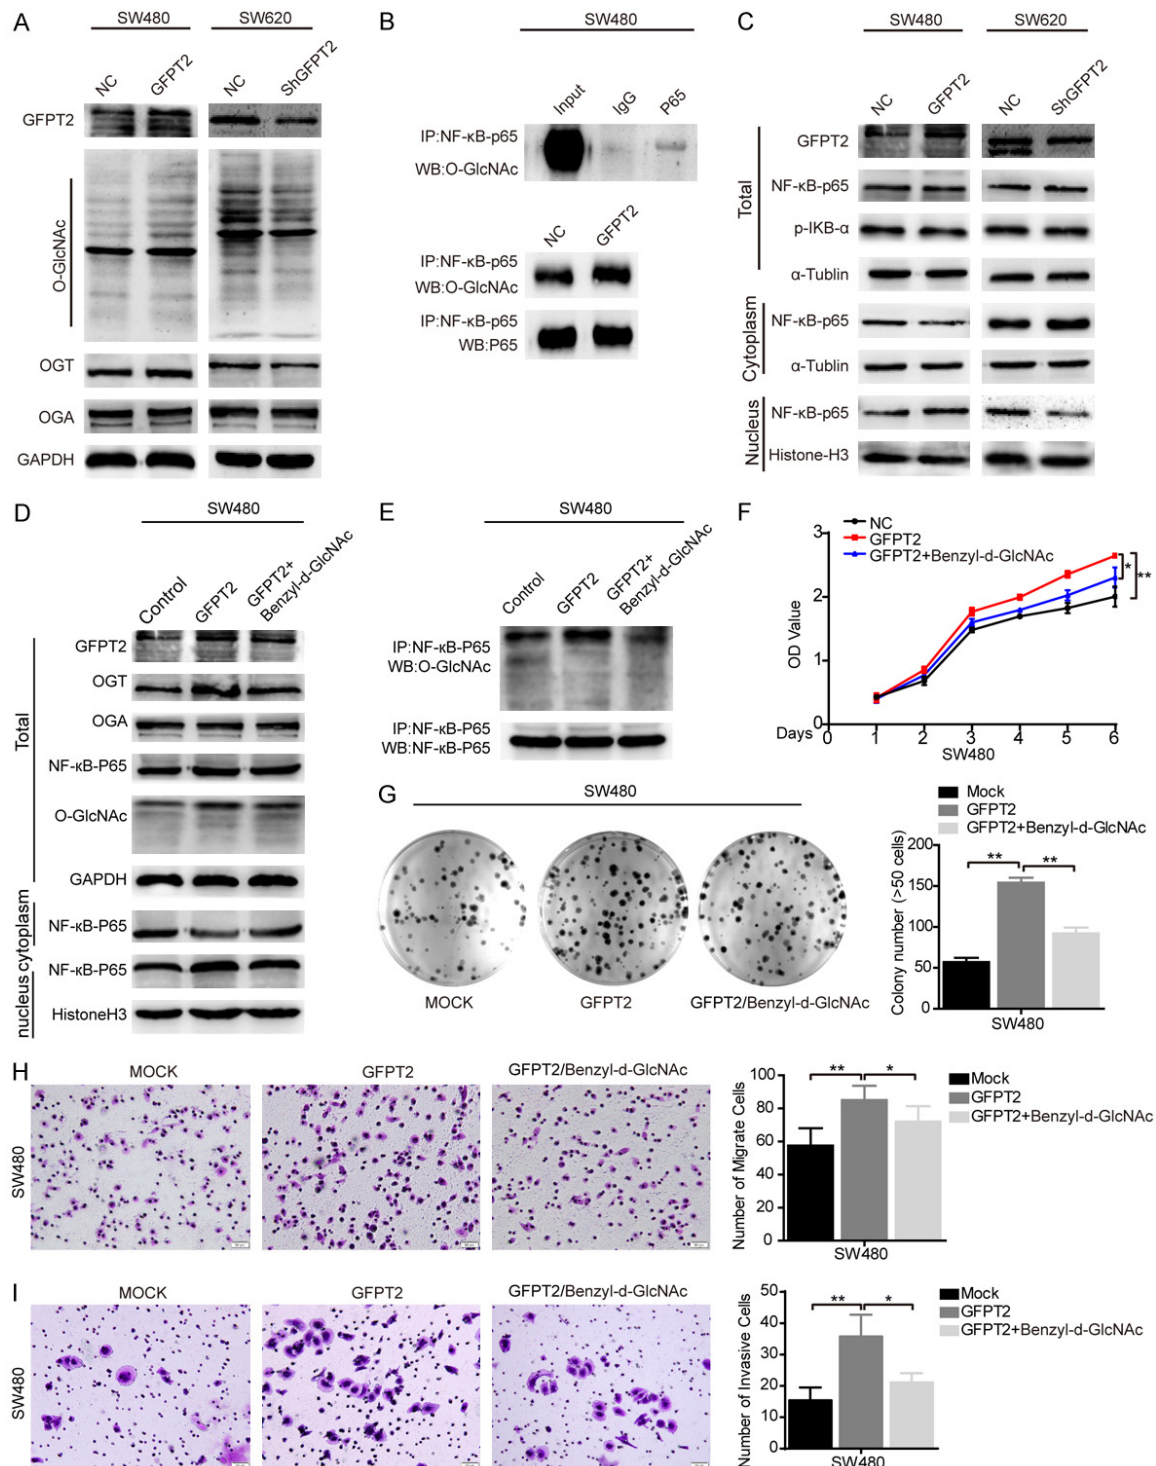 A
SW480
SW620
NC
GFPT2
NC
ShGFPT2
GFPT2
O-GlcNAc
OGT
OGA
GAPDH
B
SW480
Input
IgG
P65
IP:NF-κB-p65
WB:O-GlcNAc
NC
GFPT2
IP:NF-κB-p65
WB:O-GlcNAc
IP:NF-κB-p65
WB:P65
C
SW480
SW620
NC
GFPT2
NC
ShGFPT2
Total
GFPT2
NF-κB-p65
p-IKB-α
α-Tublin
Cytoplasm
NF-κB-p65
α-Tublin
Nucleus
NF-κB-p65
Histone-H3
D
SW480
Control
GFPT2
GFPT2+
Benzyl-d-GlcNAc
Total
GFPT2
OGT
OGA
NF-κB-P65
O-GlcNAc
GAPDH
cytoplasm
NF-κB-P65
nucleus
NF-κB-P65
HistoneH3
E
SW480
Control
GFPT2
GFPT2+
Benzyl-d-GlcNAc
IP:NF-κB-P65
WB:O-GlcNAc
IP:NF-κB-P65
WB:NF-κB-P65
F
NC
GFPT2
GFPT2+Benzyl-d-GlcNAc
OD Value
3
2
1
0
*
**
Days 0 1 2 3 4 5 6
SW480
G
SW480
MOCK
GFPT2
GFPT2/Benzyl-d-GlcNAc
Mock
GFPT2
GFPT2+Benzyl-d-GlcNAc
Colony number (>50 cells)
200
150
100
50
0
**
**
SW480
H
MOCK
GFPT2
GFPT2/Benzyl-d-GlcNAc
SW480
Number of Migrate Cells
100
80
60
40
20
0
**
*
SW480
Mock
GFPT2
GFPT2+Benzyl-d-GlcNAc
I
MOCK
GFPT2
GFPT2/Benzyl-d-GlcNAc
SW480
Number of Invasive Cells
50
40
30
20
10
0
**
*
SW480
Mock
GFPT2
GFPT2+Benzyl-d-GlcNAc